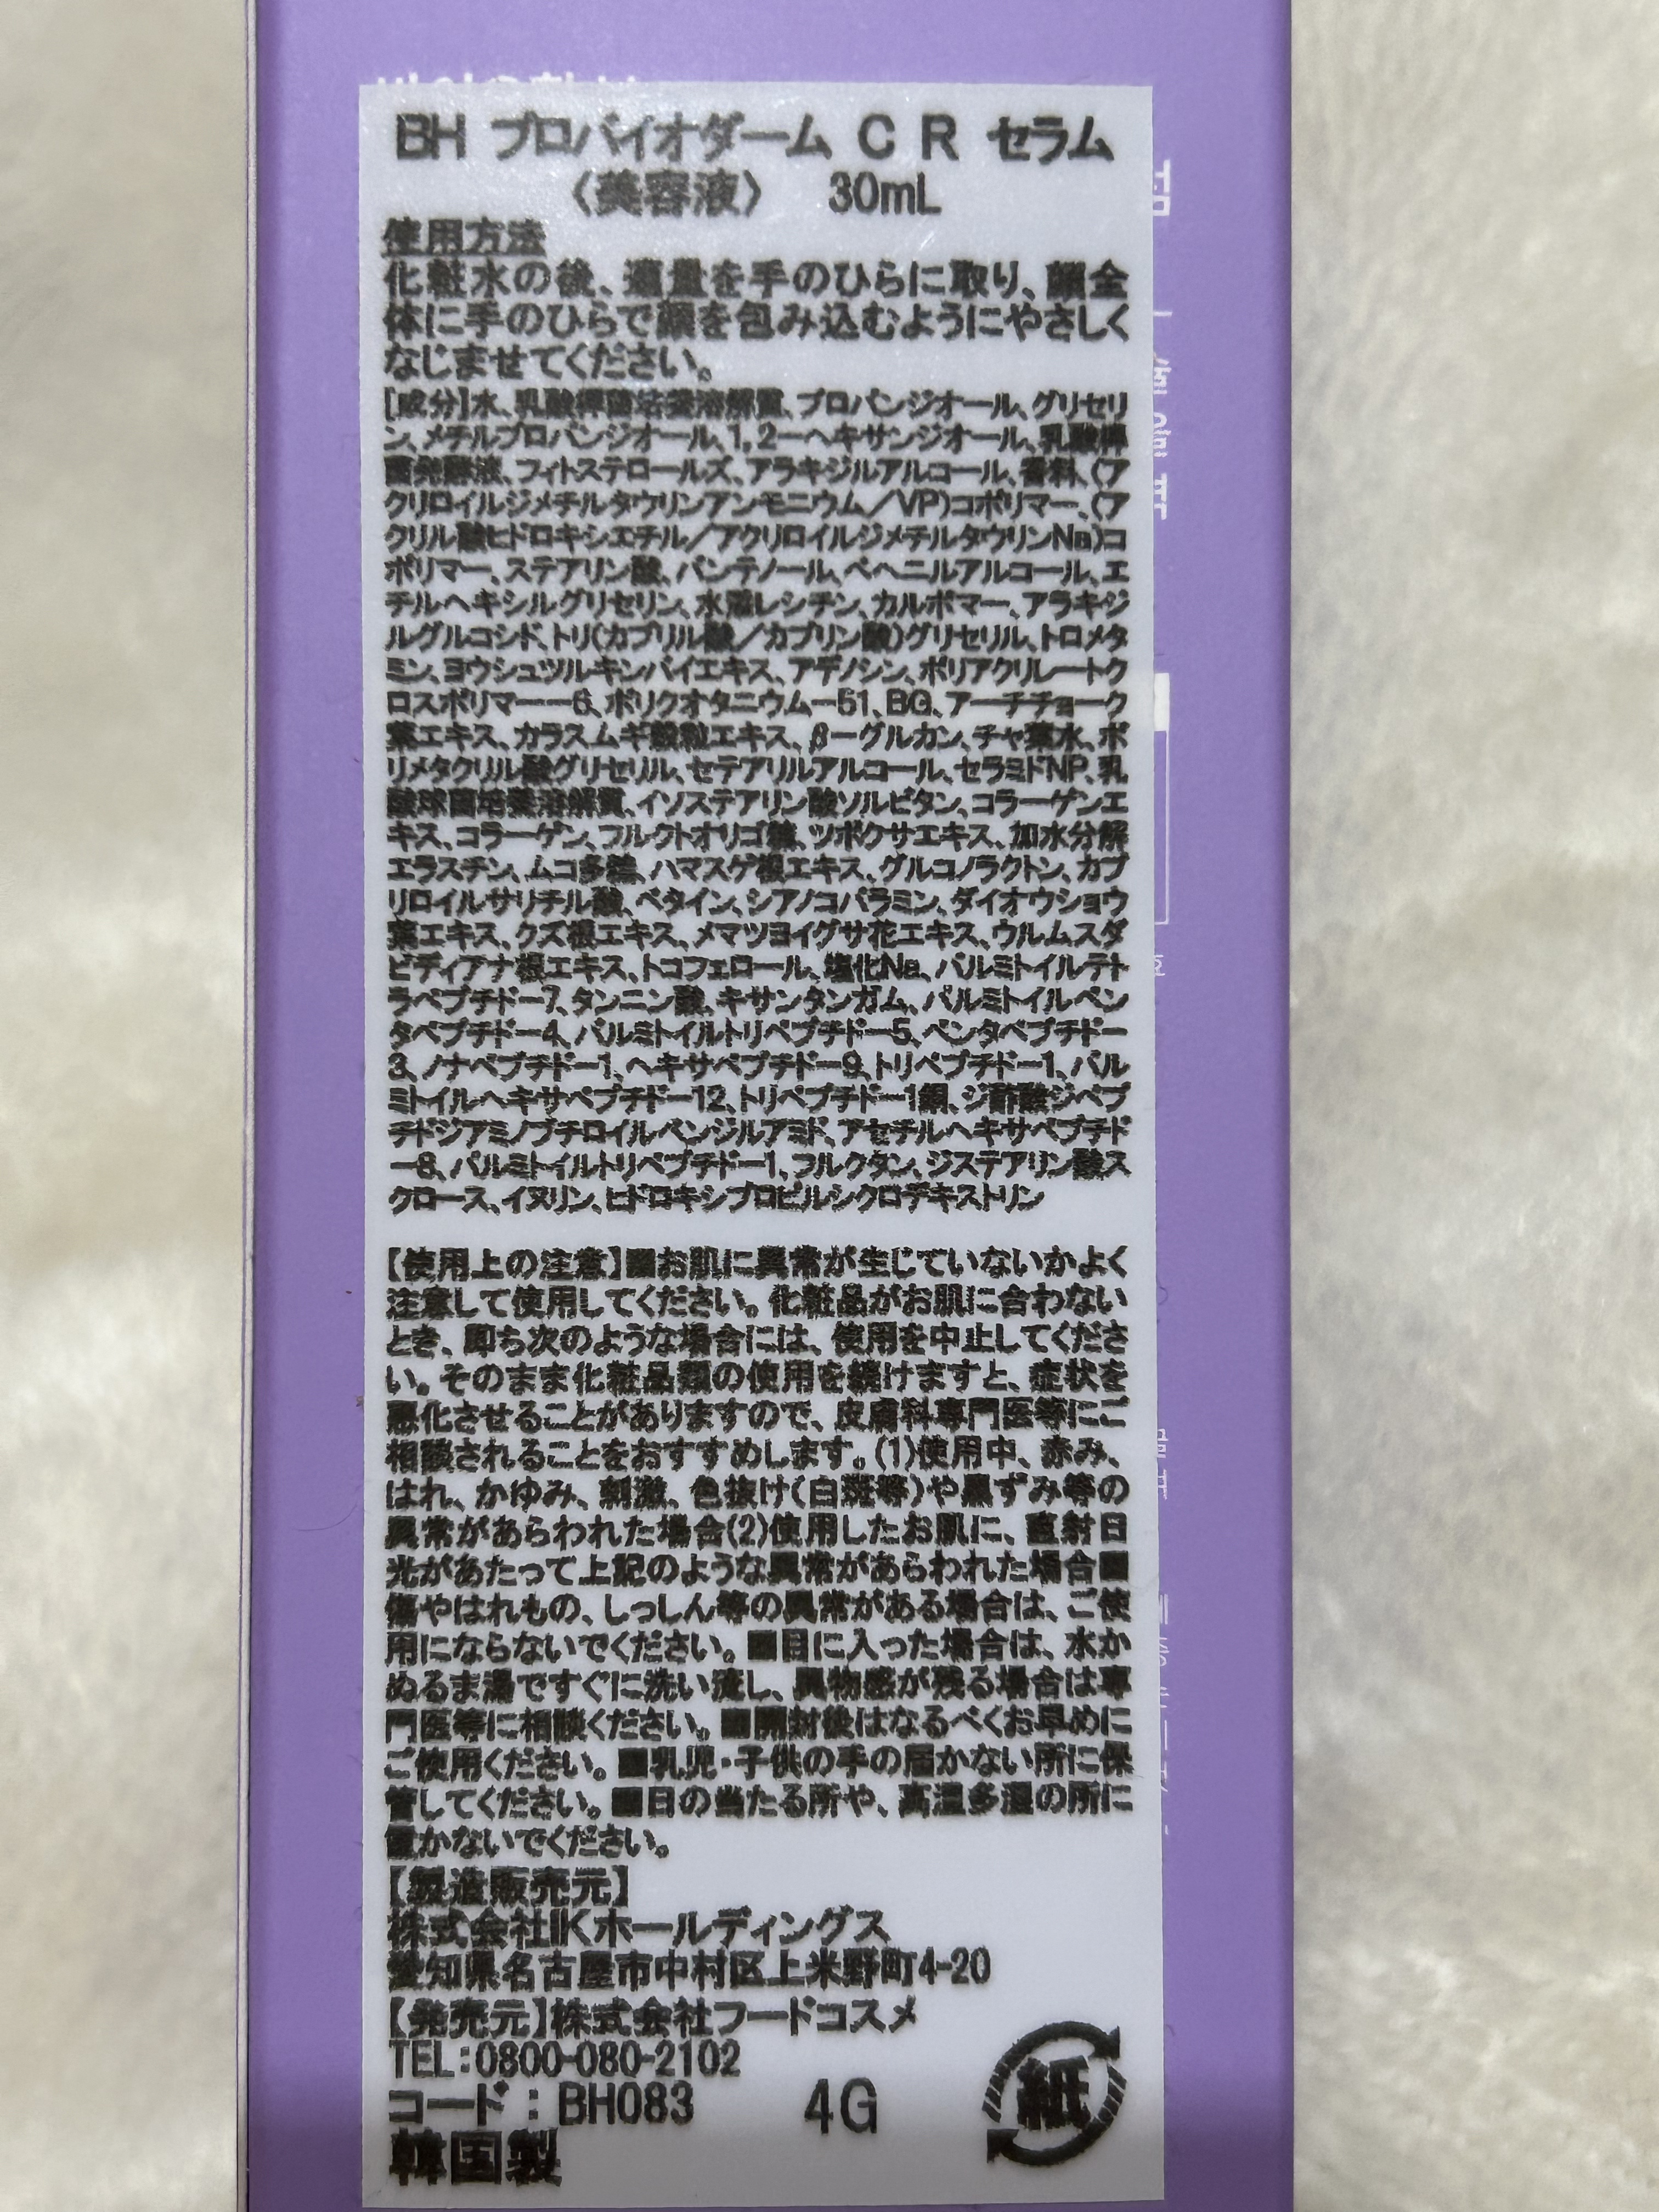 BH プロバイオダーム CR セラム
〈美容液〉 30mL
使用方法
化粧水の後、適量を手のひらに取り、顔全
体に手のひらで顔を包み込むようにやさしく
なじませてください。
[成分]水、乳酸桿菌培養溶解質、プロパンジオール、グリセリ
ン、メチルプロパンジオール、1,2ーヘキサンジオール、乳酸桿
菌発酵液、フィトステロールズ、アラキジルアルコール、香料、(ア
クリロイルジメチルタウリンアンモニウム/VP)コポリマー、(ア
クリル酸ヒドロキシエチル/アクリロイルジメチルタウリンNa)コ
ポリマー、ステアリン酸、パンテノール、ベヘニルアルコール、エ
チルヘキシルグリセリン、水添レシチン、カルボマー、アラキジ
ルグルコシド、トリ(カプリル酸/カプリン酸)グリセリル、トロメタ
ミン、ヨウシュツルキンバイエキス、アデノシン、ポリアクリレートク
ロスポリマーー6、ポリクオタニウムー51、BG、アーチチョーク
葉エキス、カラスムギ穀粒エキス、βーグルカン、チャ葉水、ポ
リメタクリル酸グリセリル、セテアリルアルコール、セラミドNP、乳
酸球菌培養溶解質、イソステアリン酸ソルビタン、コラーゲンエ
キス、コラーゲン、フルクトオリゴ糖、ツボクサエキス、加水分解
エラスチン、ムコ多糖、ハマスゲ根エキス、グルコノラクトン、カプ
リロイルサリチル酸、ベタイン、シアノコバラミン、ダイオウショウ
葉エキス、クズ根エキス、メマツヨイグサ花エキス、ウルムスダ
ビディアナ根エキス、トコフェロール、塩化Na、パルミトイルテト
ラペプチドー7、タンニン酸、キサンタンガム、パルミトイルペン
タペプチドー4、パルミトイルトリペプチドー5、ペンタペプチドー
3、ノナペプチドー1、ヘキサペプチドー9、トリペプチドー1、パル
ミトイルヘキサペプチドー12、トリペプチドー1銅、ジ酢酸ジペプ
チドジアミノブチロイルベンジルアミド、アセチルヘキサペプチド
ー8、パルミトイルトリペプチドー1、フルクタン、ジステアリン酸ス
クロース、イヌリン、ヒドロキシプロピルシクロデキストリン
【使用上の注意】■お肌に異常が生じていないかよく
注意して使用してください。化粧品がお肌に合わない
とき、即ち次のような場合には、使用を中止してくださ
い。そのまま化粧品類の使用を続けますと、症状を
悪化させることがありますので、皮膚科専門医等にご
相談されることをおすすめします。(1)使用中、赤み、
はれ、かゆみ、刺激、色抜け(白斑等)や黒ずみ等の
異常があらわれた場合(2)使用したお肌に、直射日
光があたって上記のような異常があらわれた場合■
傷やはれもの、しっしん等の異常がある場合は、ご使
用にならないでください。■目に入った場合は、水か
ぬるま湯ですぐに洗い流し、異物感が残る場合は専
門医等に相談ください。■開封後はなるべくお早めに
ご使用ください。■乳児・子供の手の届かない所に保
管してください。■日の当たる所や、高温多湿の所に
置かないでください。
【製造販売元】
株式会社IKホールディングス
愛知県名古屋市中村区上米野町4-20
【発売元】株式会社フードコスメ
TEL:0800-080-2102
コード:BH083 4G
韓国製
紙